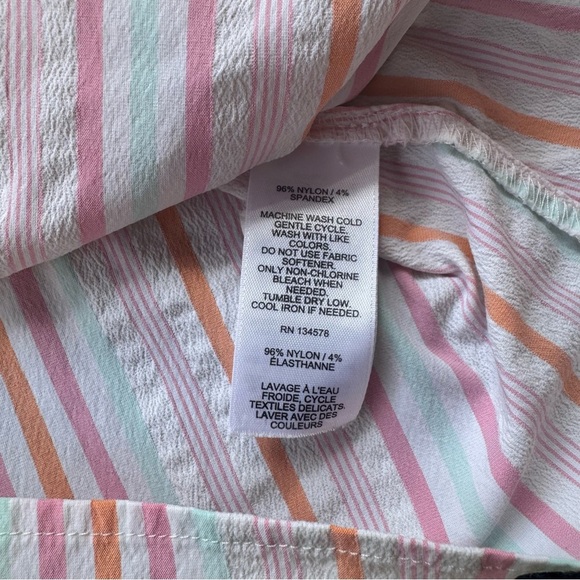 96% NYLON / 4%
SPANDEX
MACHINE WASH COLD
GENTLE CYCLE.
WASH WITH LIKE
COLORS.
DO NOT USE FABRIC
SOFTENER.
ONLY NON-CHLORINE
BLEACH WHEN
NEEDED.
TUMBLE DRY LOW.
COOL IRON IF NEEDED.
RN 134578
96% NYLON / 4%
ÉLASTHANNE
LAVAGE À L'EAU
FROIDE, CYCLE
TEXTILES DELICATS.
LAVER AVEC DES
COULEURS